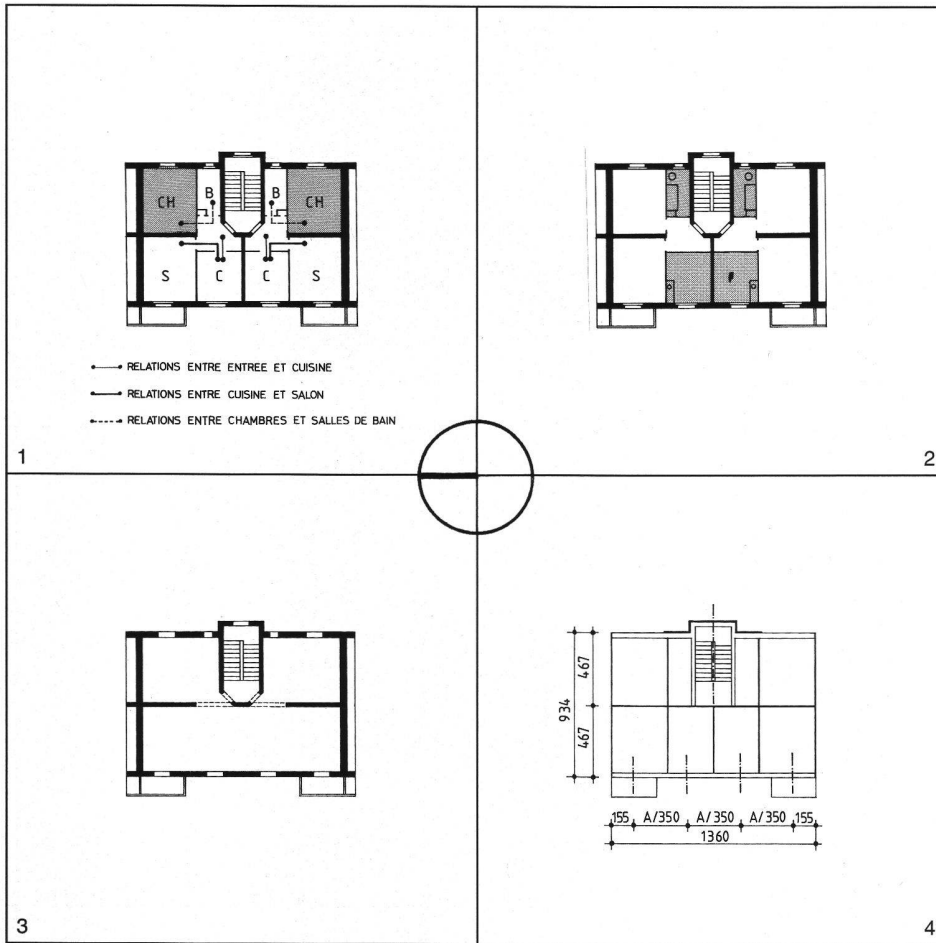 CH
B
B
CH
S
C
C
S
RELATIONS ENTRE ENTREE ET CUISINE
RELATIONS ENTRE CUISINE ET SALON
RELATIONS ENTRE CHAMBRES ET SALLES DE BAIN
1
2
3
467
934
467
155 A/350 A/350 A/350 155
1360
4